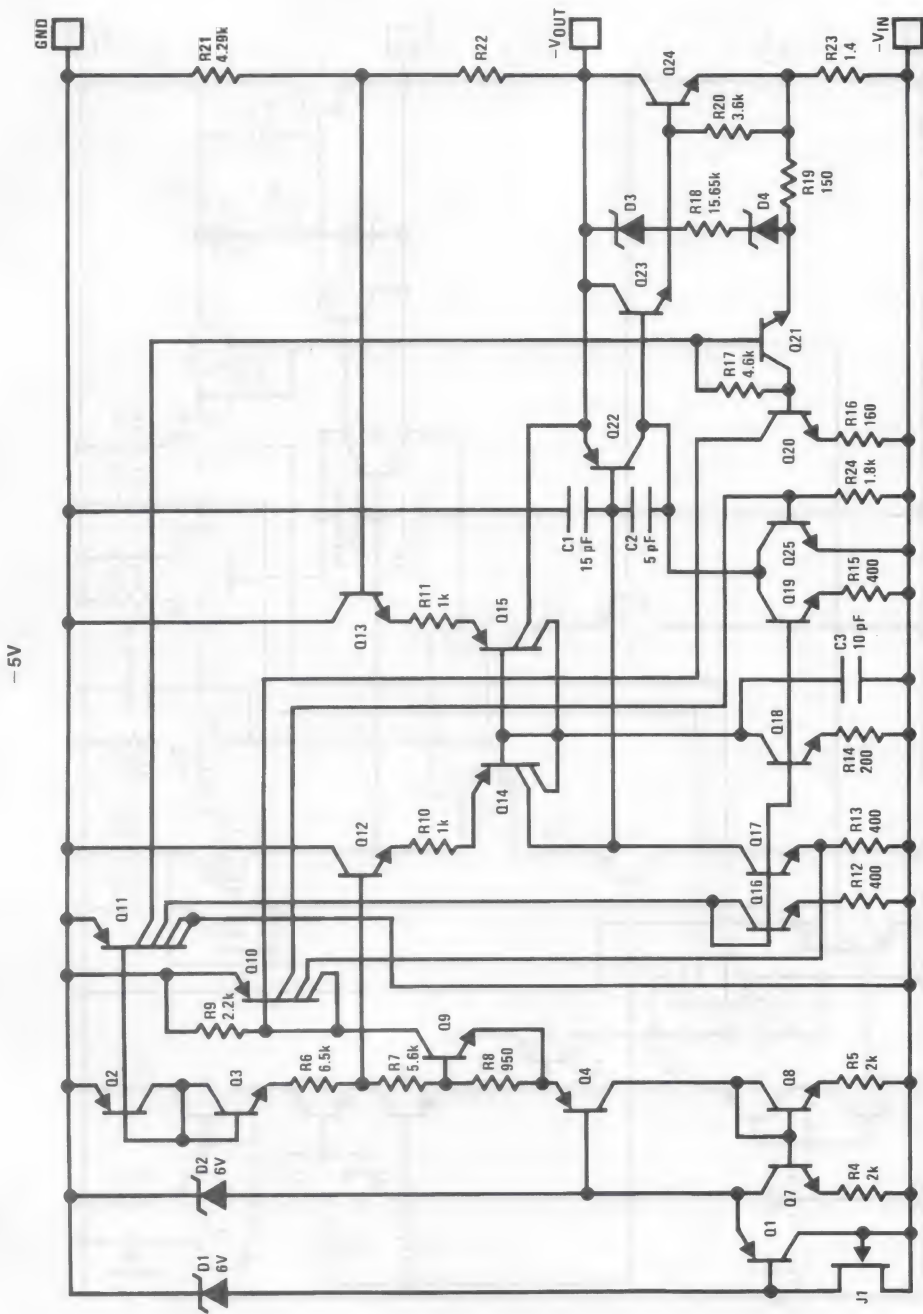 – 5V
GND
R21
4.29k
R22
–VOUT
Q24
R20
3.6k
R23
1.4
–VIN
R19
150
D3
R18
15.65k
D4
Q23
Q21
R17
4.6k
Q22
Q20
R16
160
R24
1.8k
C1
15 pF
C2
5 pF
Q25
Q19
R15
400
C3
10 pF
Q13
R11
1k
Q15
Q18
R14
200
Q12
R10
1k
Q14
Q17
R13
400
Q16
R12
400
Q11
Q10
R9
2.2k
Q9
Q2
Q3
R6
6.5k
R7
5.6k
R8
950
Q4
Q8
R5
2k
D2
6V
Q7
R4
2k
D1
6V
Q1
J1